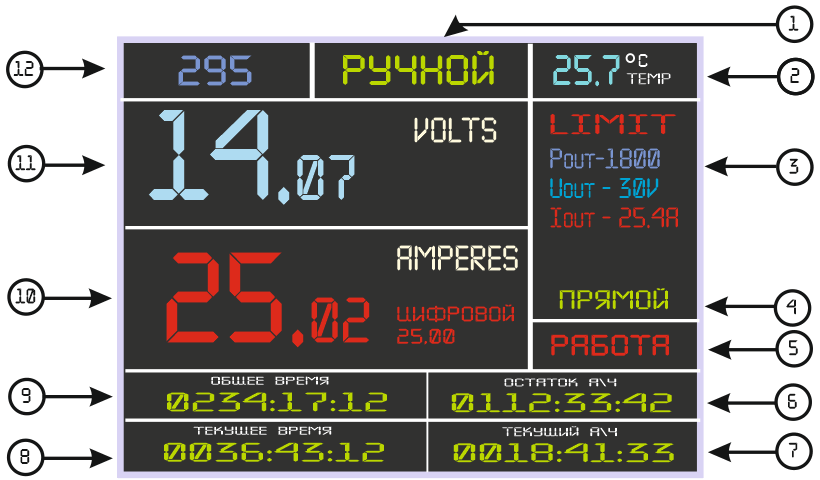 1
12
295
РУЧНОЙ
25.7°C
TEMP
2
11
14.07
VOLTS
LIMIT
Pout-1800
Uout - 30V
Iout - 25.4A
3
10
25.02
AMPERES
ЦИФРОВОЙ
25.00
ПРЯМОЙ
4
РАБОТА
5
9
ОБЩЕЕ ВРЕМЯ
0234:17:12
ОСТАТОК А\Ч
0112:33:42
6
8
ТЕКУЩЕЕ ВРЕМЯ
0036:43:12
ТЕКУЩИЙ А\Ч
0018:41:33
7